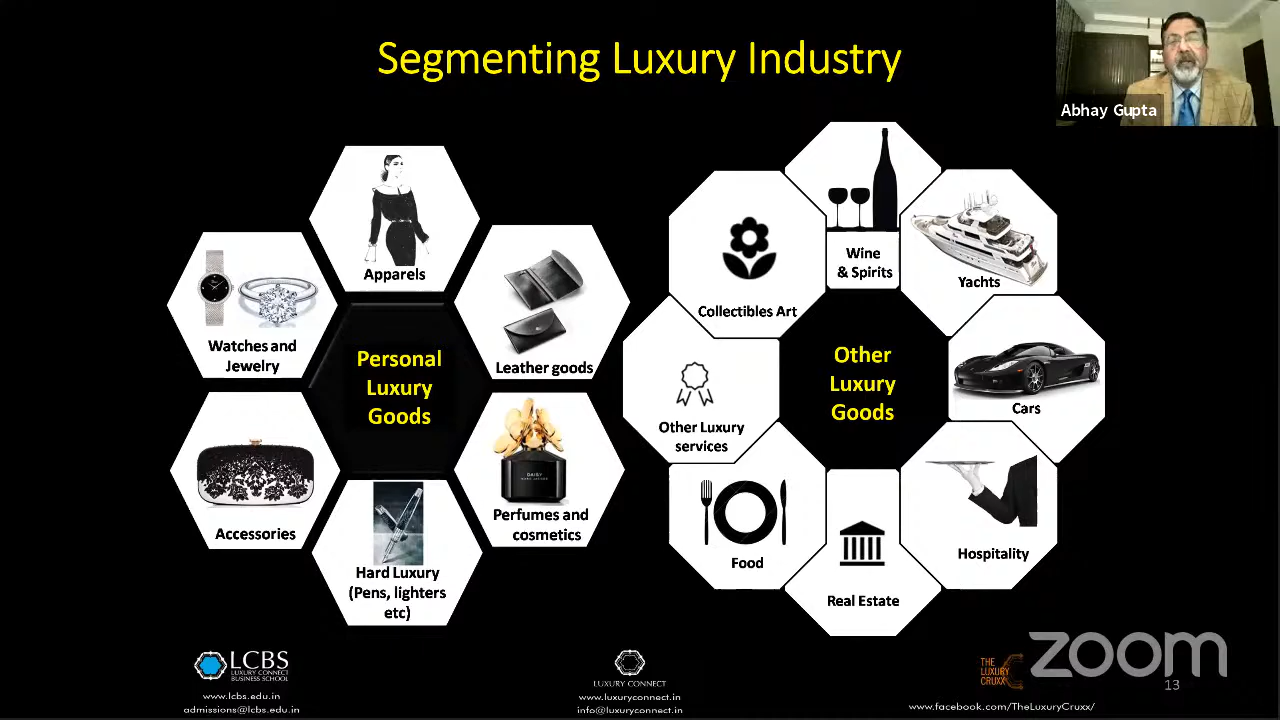 Segmenting Luxury Industry
Abhay Gupta
Apparels
Watches and
Jewelry
Leather goods
Personal
Luxury
Goods
Accessories
Perfumes and
cosmetics
DAISY
MARC JACOBS
Hard Luxury
(Pens, lighters
etc)
Wine
& Spirits
Collectibles Art
Yachts
Other
Luxury
Goods
Cars
Other Luxury
services
Food
Hospitality
Real Estate
LCBS
LUXURY CONNECT
BUSINESS SCHOOL
www.lcbs.edu.in
admissions@lcbs.edu.in
LUXURY CONNECT
www.luxuryconnect.in
info@luxuryconnect.in
THE
LUXURY
CRUXX
zoom
13
www.facebook.com/TheLuxuryCruxx/